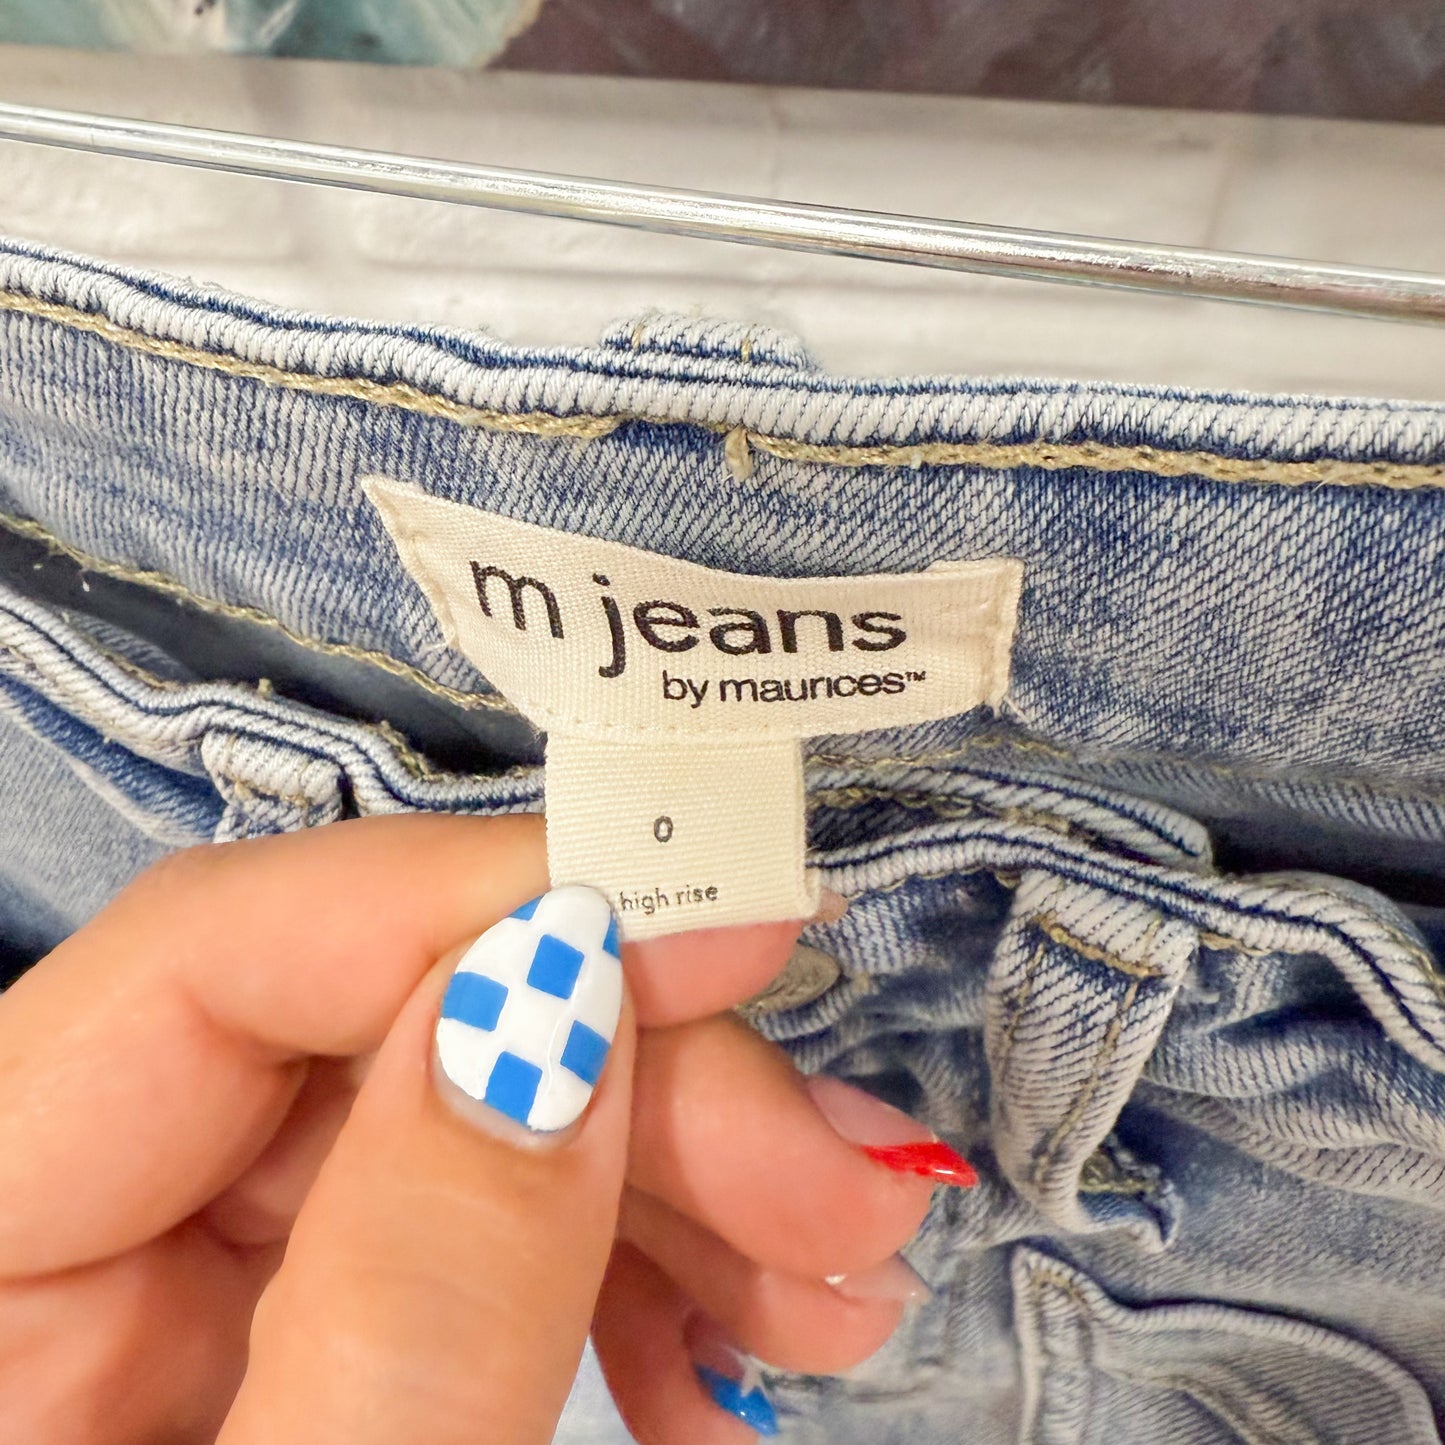 m jeans
by maurices™
0
high rise